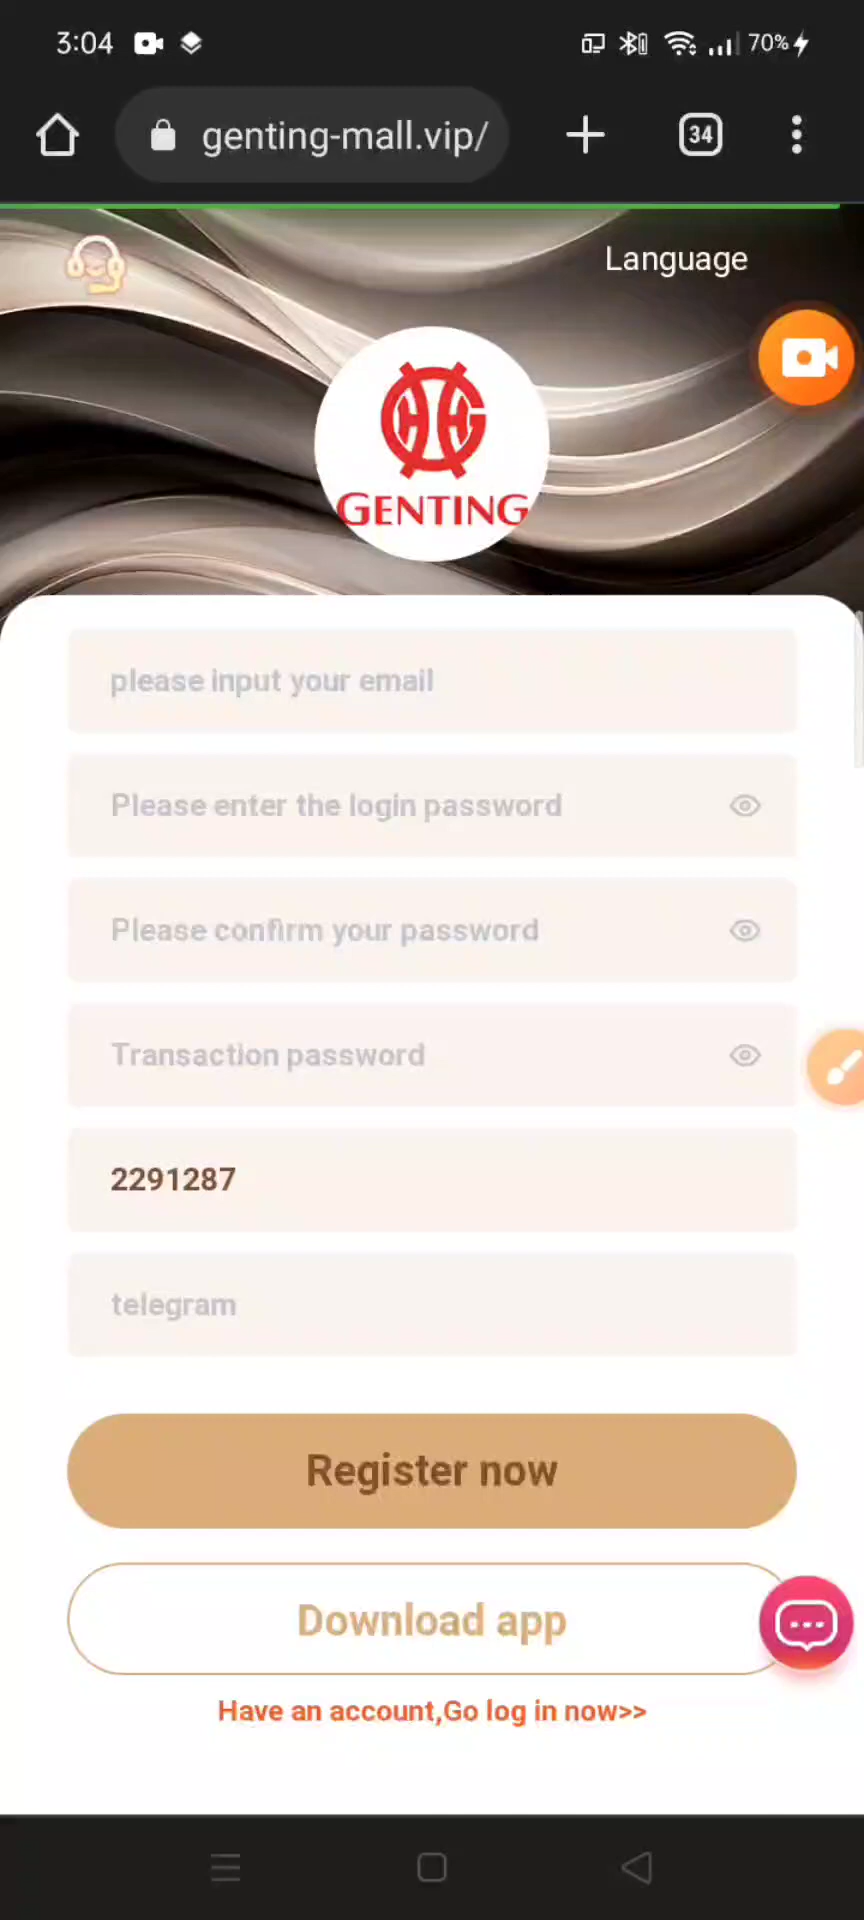 3:04
70%
genting-mall.vip/
34
Language
GENTING
please input your email
Please enter the login password
Please confirm your password
Transaction password
2291287
telegram
Register now
Download app
Have an account,Go log in now>>